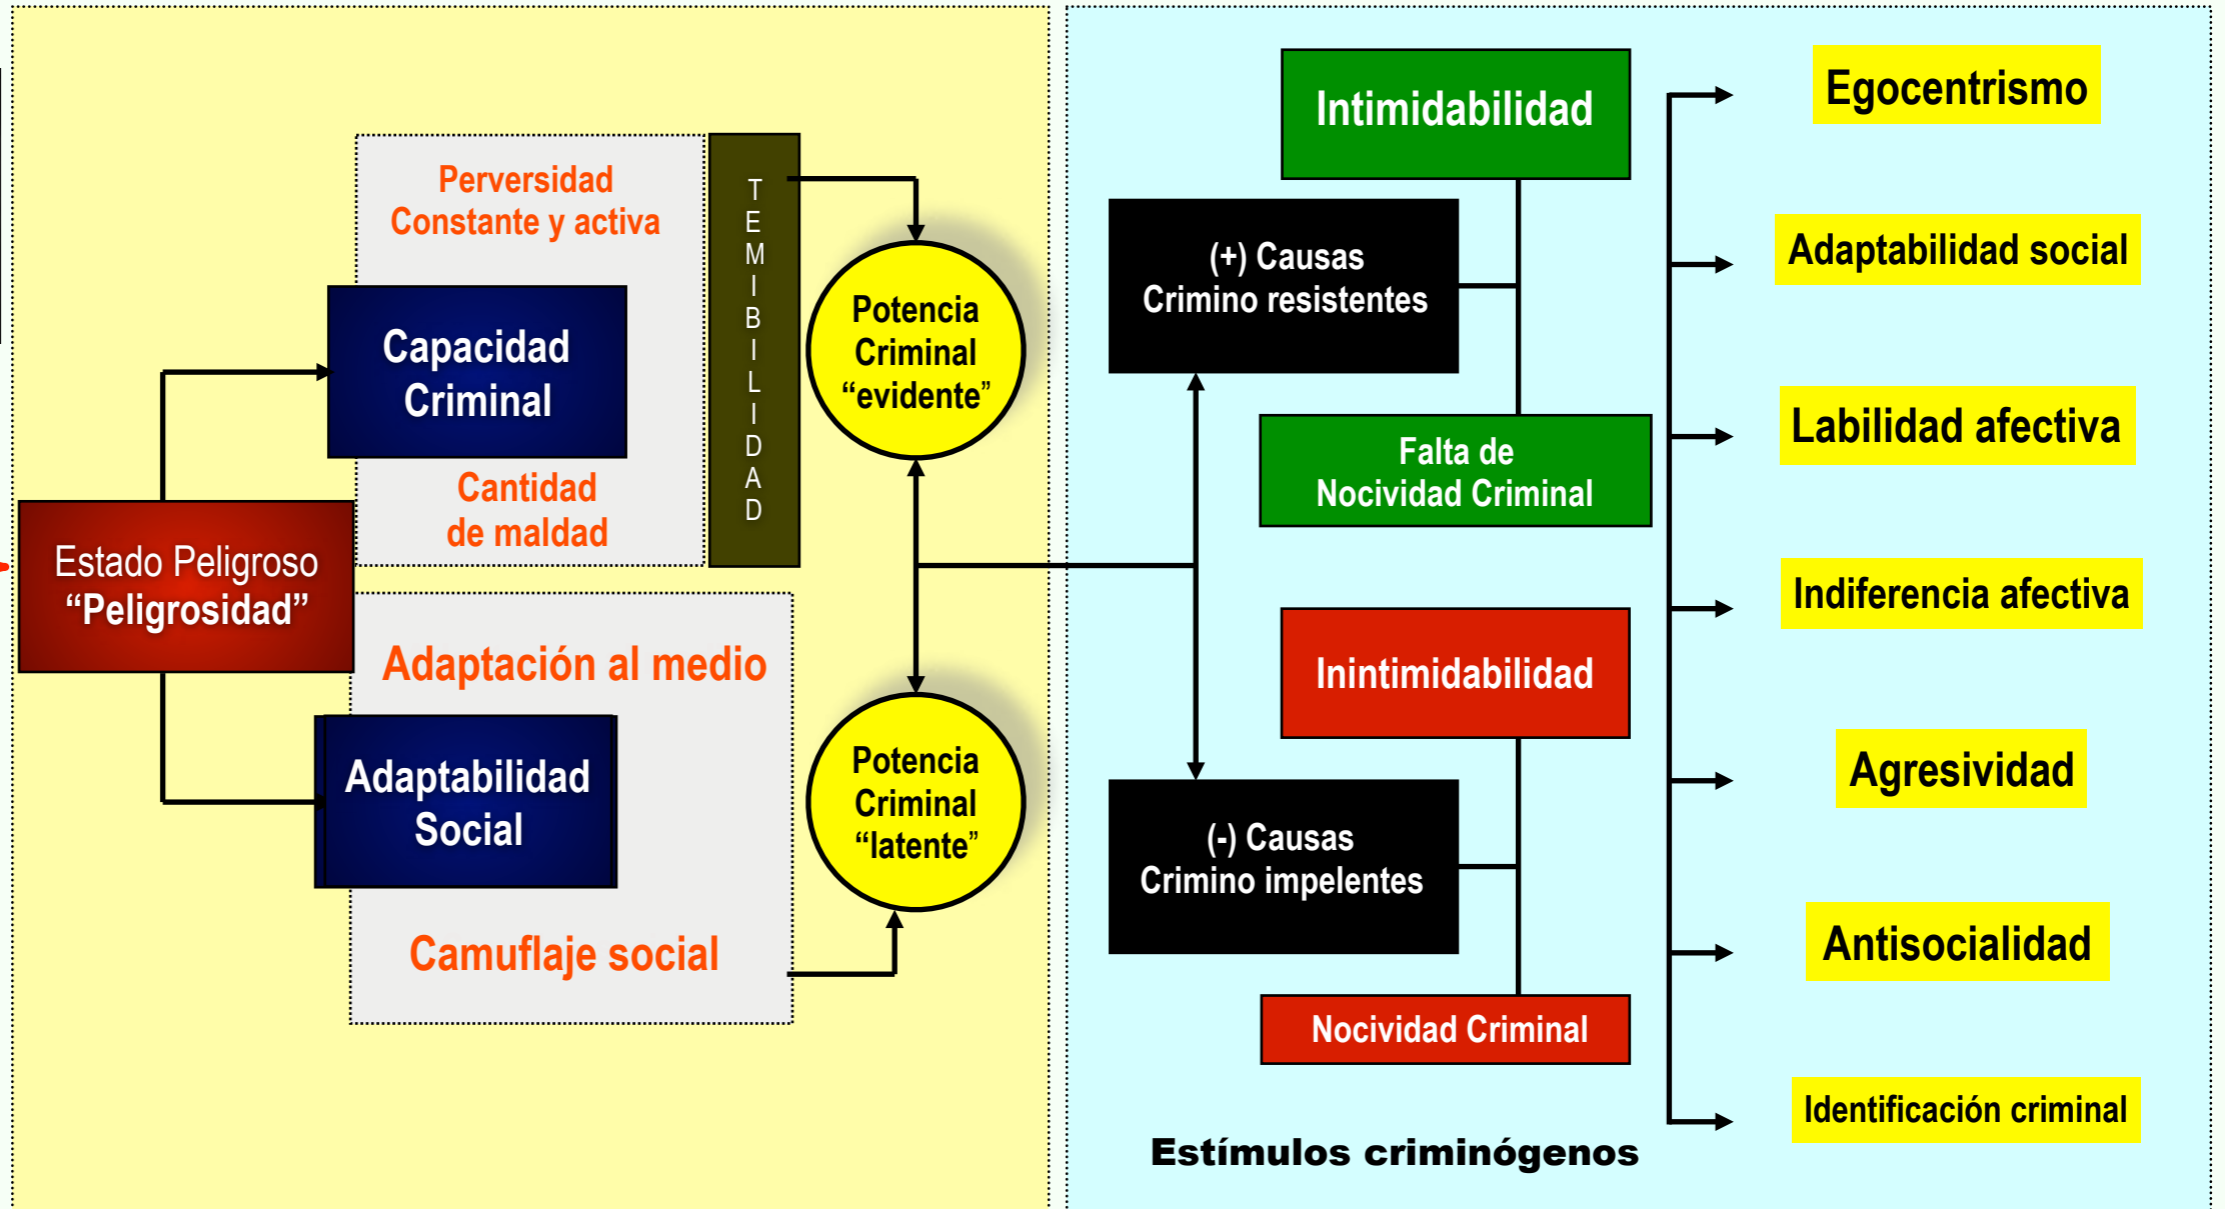 Perversidad
Constante y activa
Capacidad
Criminal
Cantidad
de maldad
TEMIBILIDAD
Potencia
Criminal
“evidente”
Estado Peligroso
“Peligrosidad”
Adaptación al medio
Adaptabilidad
Social
Camuflaje social
Potencia
Criminal
“latente”
Intimidabilidad
(+) Causas
Crimino resistentes
Falta de
Nocividad Criminal
Inintimidabilidad
(-) Causas
Crimino impelentes
Nocividad Criminal
Estímulos criminógenos
Egocentrismo
Adaptabilidad social
Labilidad afectiva
Indiferencia afectiva
Agresividad
Antisocialidad
Identificación criminal